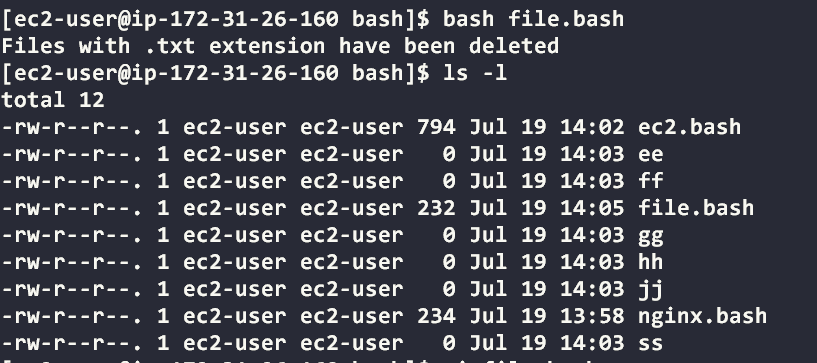 [ec2-user@ip-172-31-26-160 bash]$ bash file.bash
Files with .txt extension have been deleted
[ec2-user@ip-172-31-26-160 bash]$ ls -l
total 12
-rw-r--r--. 1 ec2-user ec2-user 794 Jul 19 14:02 ec2.bash
-rw-r--r--. 1 ec2-user ec2-user   0 Jul 19 14:03 ee
-rw-r--r--. 1 ec2-user ec2-user   0 Jul 19 14:03 ff
-rw-r--r--. 1 ec2-user ec2-user 232 Jul 19 14:05 file.bash
-rw-r--r--. 1 ec2-user ec2-user   0 Jul 19 14:03 gg
-rw-r--r--. 1 ec2-user ec2-user   0 Jul 19 14:03 hh
-rw-r--r--. 1 ec2-user ec2-user   0 Jul 19 14:03 jj
-rw-r--r--. 1 ec2-user ec2-user 234 Jul 19 13:58 nginx.bash
-rw-r--r--. 1 ec2-user ec2-user   0 Jul 19 14:03 ss